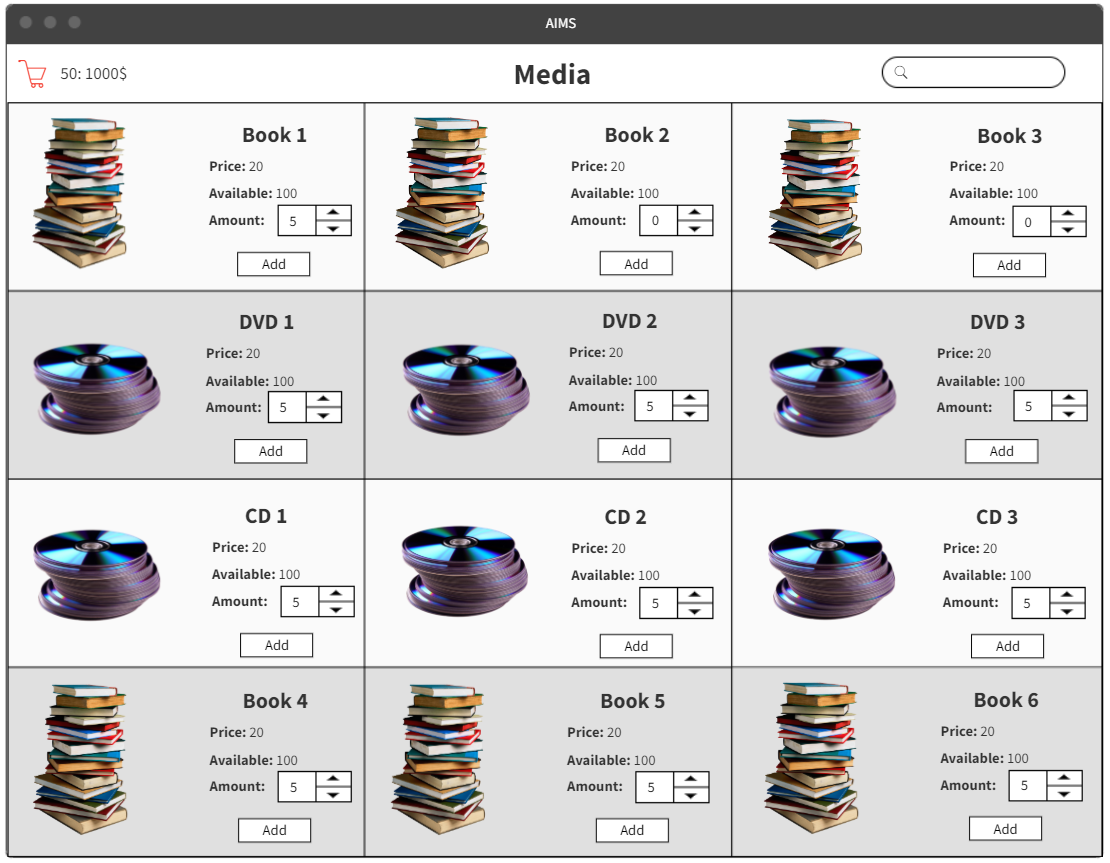 AIMS
50: 1000$
Media
Book 1
Price: 20
Available: 100
Amount: 5
Add
Book 2
Price: 20
Available: 100
Amount: 0
Add
Book 3
Price: 20
Available: 100
Amount: 0
Add
DVD 1
Price: 20
Available: 100
Amount: 5
Add
DVD 2
Price: 20
Available: 100
Amount: 5
Add
DVD 3
Price: 20
Available: 100
Amount: 5
Add
CD 1
Price: 20
Available: 100
Amount: 5
Add
CD 2
Price: 20
Available: 100
Amount: 5
Add
CD 3
Price: 20
Available: 100
Amount: 5
Add
Book 4
Price: 20
Available: 100
Amount: 5
Add
Book 5
Price: 20
Available: 100
Amount: 5
Add
Book 6
Price: 20
Available: 100
Amount: 5
Add